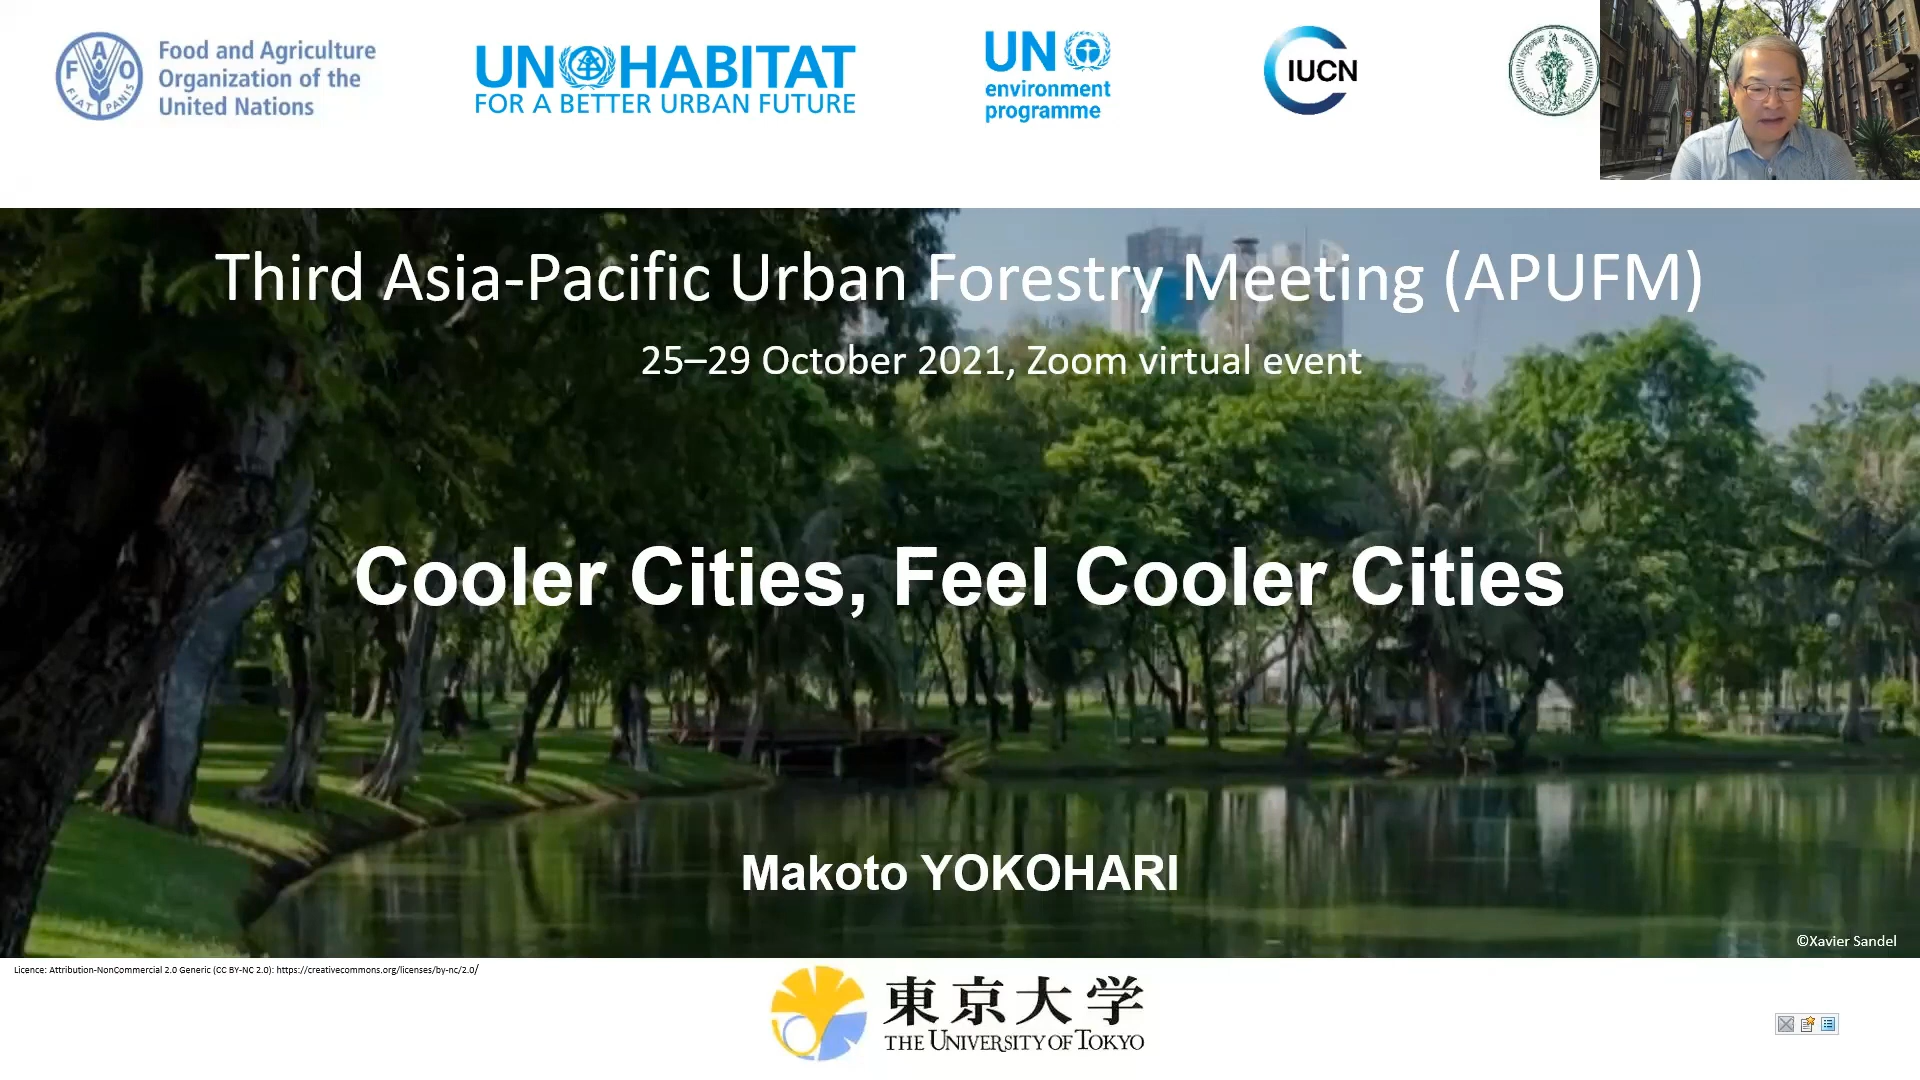 FAO
FIAT PANIS
Food and Agriculture
Organization of the
United Nations
UN HABITAT
FOR A BETTER URBAN FUTURE
UN
environment
programme
IUCN
Third Asia-Pacific Urban Forestry Meeting (APUFM)
25–29 October 2021, Zoom virtual event
Cooler Cities, Feel Cooler Cities
Makoto YOKOHARI
©Xavier Sandel
Licence: Attribution-NonCommercial 2.0 Generic (CC BY-NC 2.0): https://creativecommons.org/licenses/by-nc/2.0/
東京大学
THE UNIVERSITY OF TOKYO